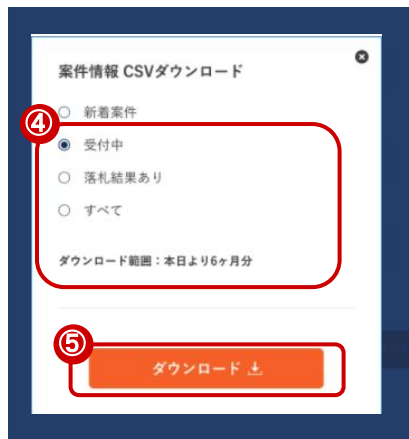 案件情報 CSVダウンロード
④
新着案件
受付中
落札結果あり
すべて
ダウンロード範囲：本日より6ヶ月分
⑤
ダウンロード